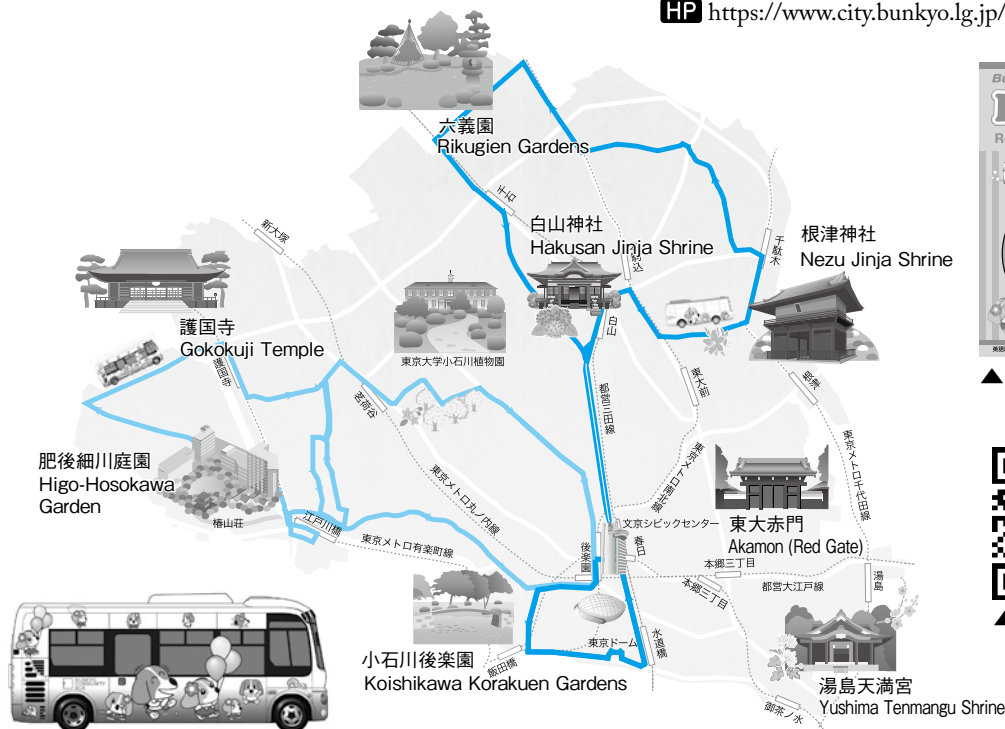 HP https://www.city.bunkyo.lg.jp/
六義園
Rikugien Gardens
千石
白山神社
Hakusan Jinja Shrine
駒込
千駄木
根津神社
Nezu Jinja Shrine
新大塚
護国寺
Gokokuji Temple
護国寺
東京大学小石川植物園
白山
都営三田線
東大前
根津
茗荷谷
肥後細川庭園
Higo-Hosokawa
Garden
椿山荘
江戸川橋
東京メトロ有楽町線
東京メトロ丸ノ内線
東京メトロ南北線
東京メトロ千代田線
東大赤門
Akamon (Red Gate)
文京シビックセンター
後楽園
春日
本郷三丁目
本郷三丁目
都営大江戸線
湯島
東京ドーム
水道橋
飯田橋
小石川後楽園
Koishikawa Korakuen Gardens
御茶ノ水
湯島天満宮
Yushima Tenmangu Shrine